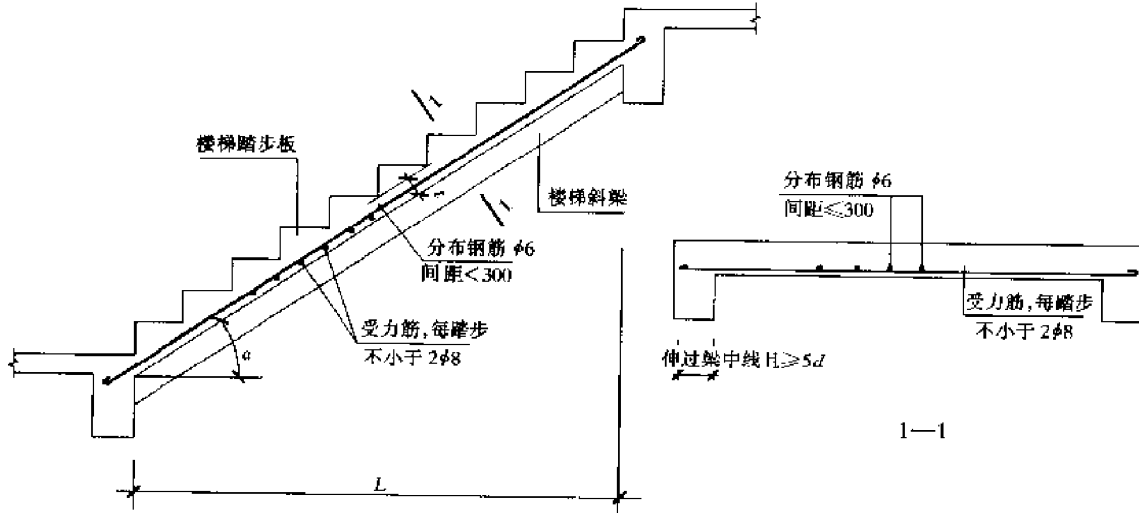 1
楼梯踏步板
t
楼梯斜梁
1
分布钢筋 ϕ6
间距<300
受力筋,每踏步
不小于 2ϕ8
α
L
分布钢筋 ϕ6
间距≤300
受力筋,每踏步
不小于 2ϕ8
伸过梁中线且≥5d
1—1